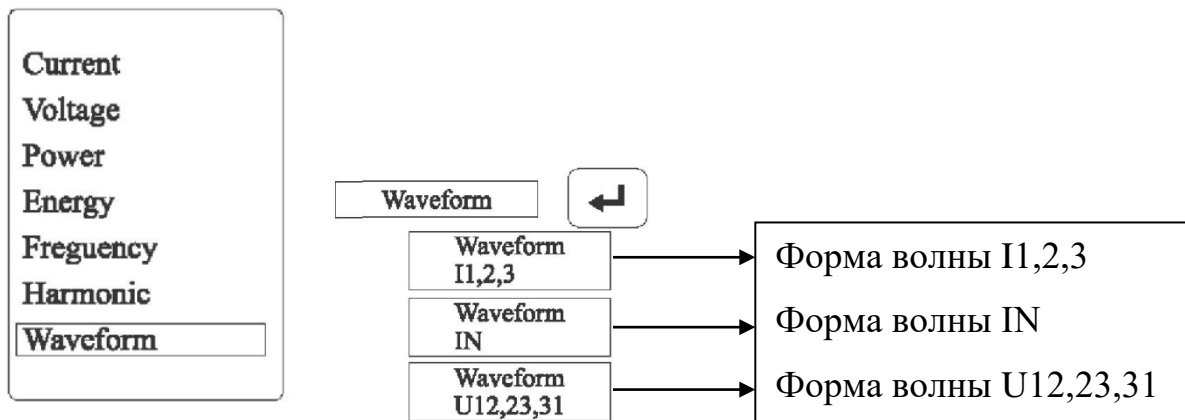 Current
Voltage
Power
Energy
Freguency
Harmonic
Waveform
Waveform
Waveform
I1,2,3
Waveform
IN
Waveform
U12,23,31
Форма волны I1,2,3
Форма волны IN
Форма волны U12,23,31